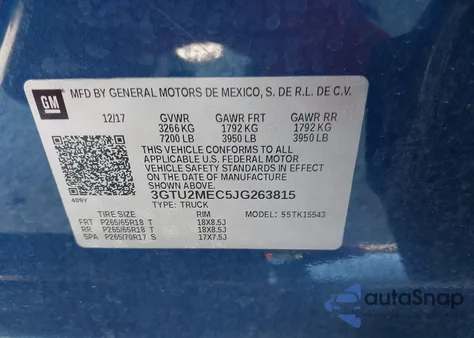 GM
MFD BY GENERAL MOTORS DE MEXICO, S. DE R.L. DE C.V.
12/17 GVWR GAWR FRT GAWR RR
3266 KG 1792 KG 1792 KG
7200 LB 3950 LB 3950 LB
THIS VEHICLE CONFORMS TO ALL APPLICABLE
U.S. FEDERAL MOTOR VEHICLE SAFETY
STANDARDS IN EFFECT ON THE DATE OF
MANUFACTURE SHOWN ABOVE.
409Y 3GTU2MEC5JG263815
TYPE: TRUCK
TIRE SIZE RIM MODEL: 55TK15543
FRT P265/65R18 T 18X8.5J
RR P265/65R18 T 18X8.5J
SPA P265/70R17 S 17X7.5J
autoSnap